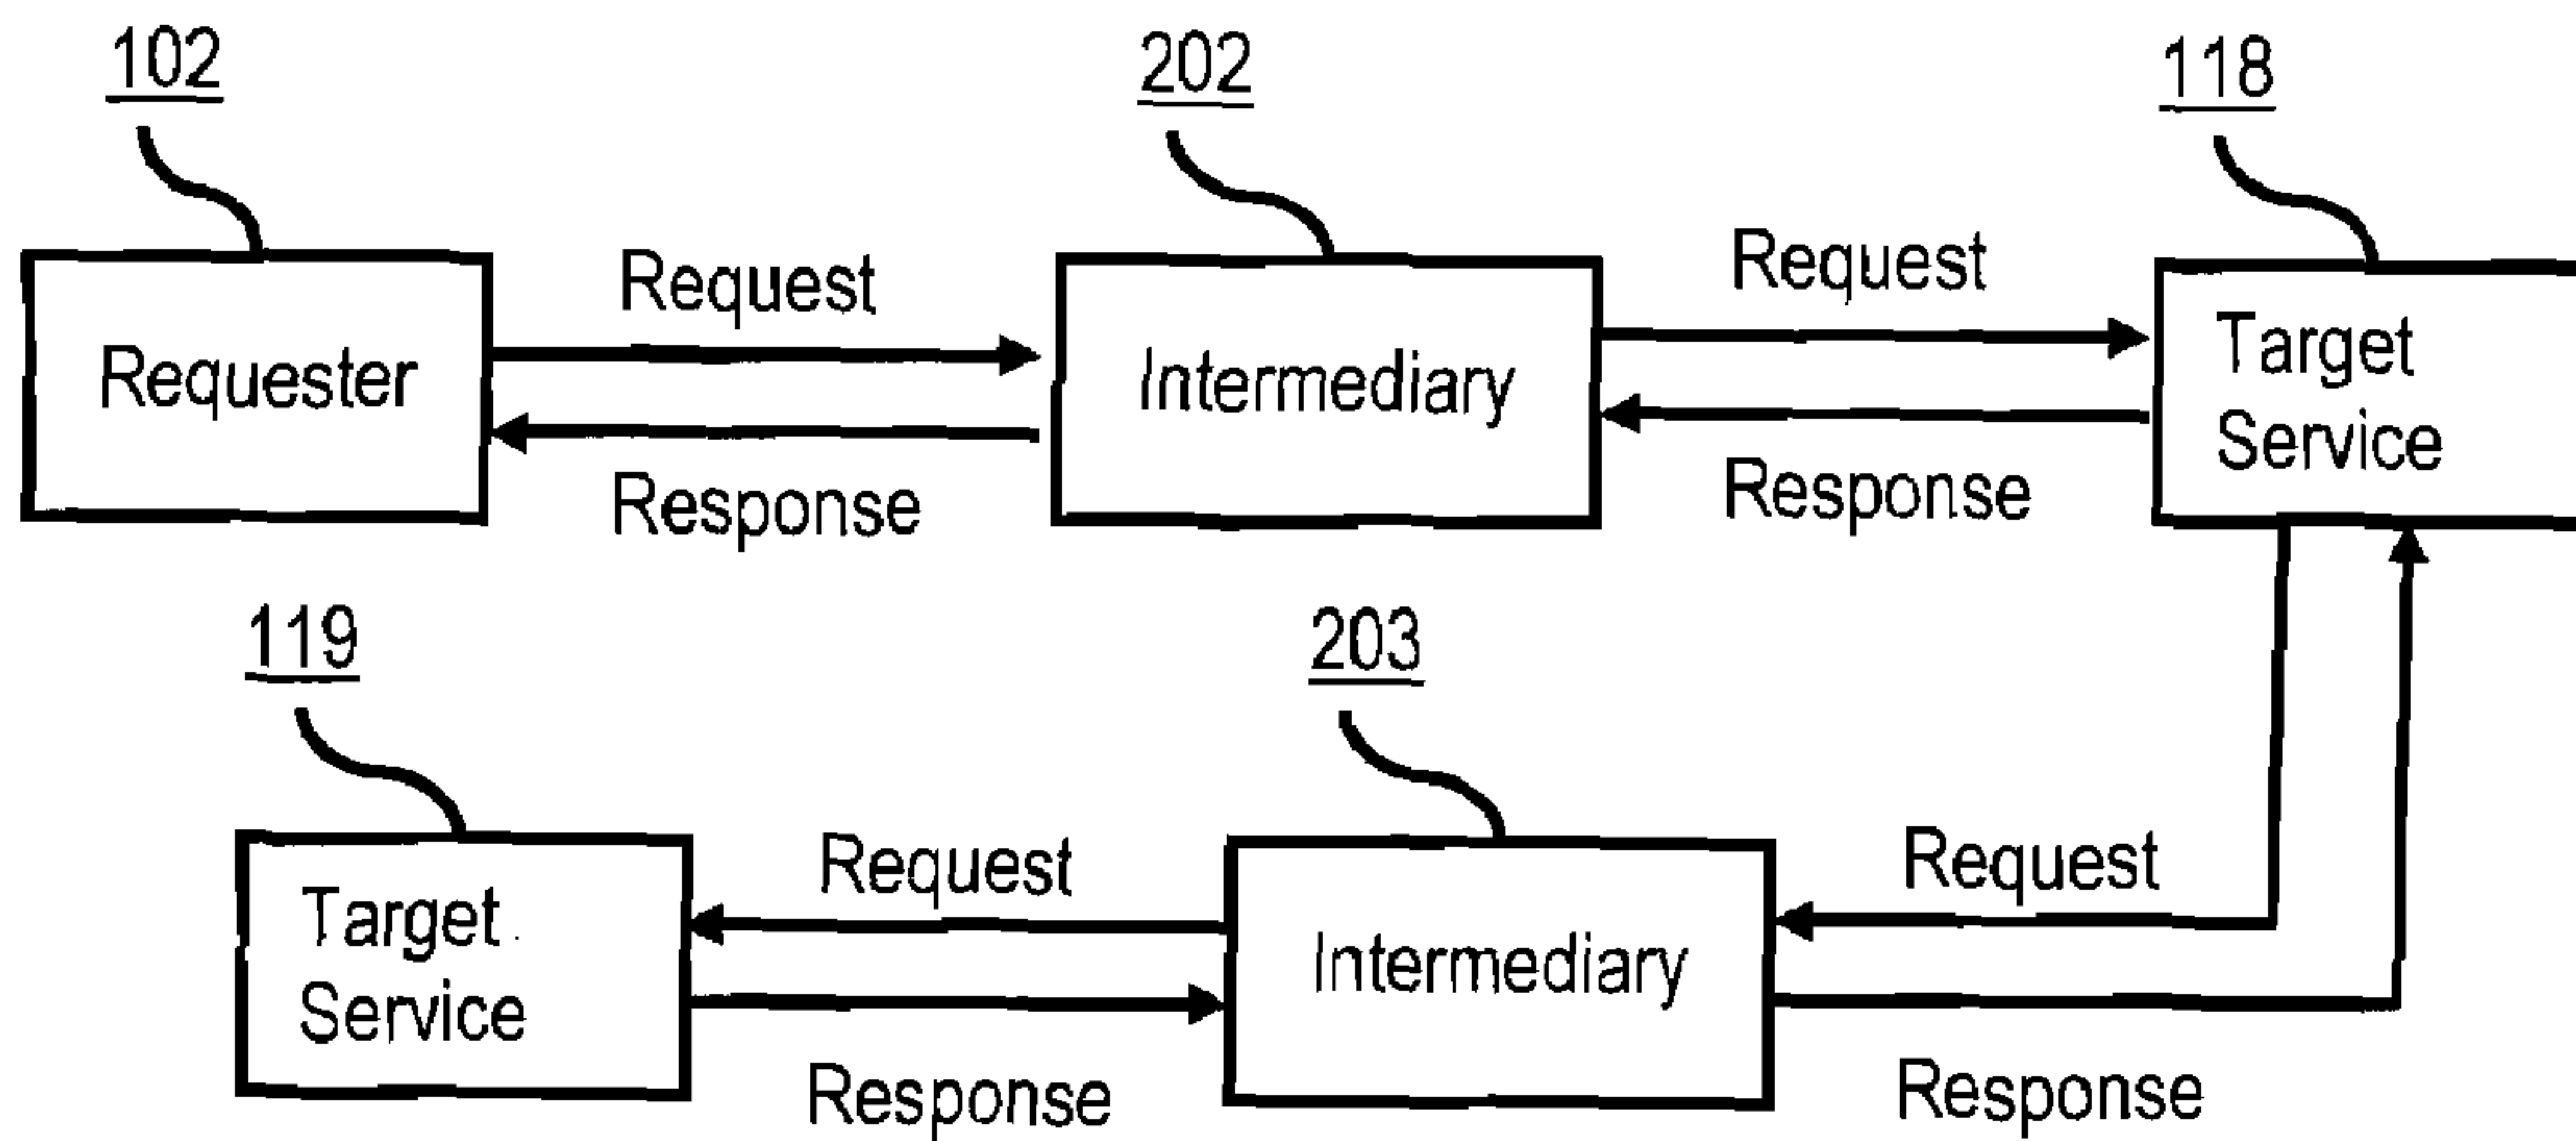 102
202
118
Requester
Request
Response
Intermediary
Request
Response
Target
Service
119
203
Target
Service
Request
Response
Intermediary
Request
Response